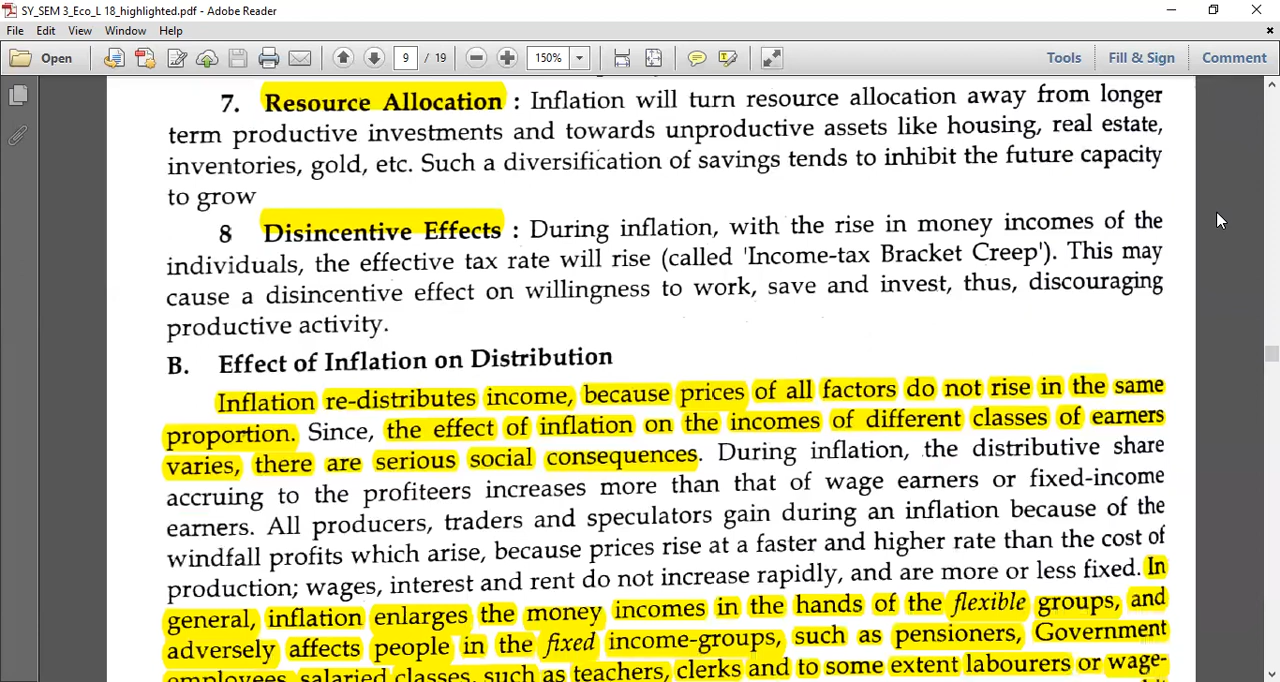 SY_SEM 3_Eco_L 18_highlighted.pdf - Adobe Reader
File Edit View Window Help
Open 9 / 19 150% Tools Fill & Sign Comment
7. Resource Allocation : Inflation will turn resource allocation away from longer
term productive investments and towards unproductive assets like housing, real estate,
inventories, gold, etc. Such a diversification of savings tends to inhibit the future capacity
to grow
8 Disincentive Effects : During inflation, with the rise in money incomes of the
individuals, the effective tax rate will rise (called 'Income-tax Bracket Creep'). This may
cause a disincentive effect on willingness to work, save and invest, thus, discouraging
productive activity.
B. Effect of Inflation on Distribution
Inflation re-distributes income, because prices of all factors do not rise in the same
proportion. Since, the effect of inflation on the incomes of different classes of earners
varies, there are serious social consequences. During inflation, the distributive share
accruing to the profiteers increases more than that of wage earners or fixed-income
earners. All producers, traders and speculators gain during an inflation because of the
windfall profits which arise, because prices rise at a faster and higher rate than the cost of
production; wages, interest and rent do not increase rapidly, and are more or less fixed. In
general, inflation enlarges the money incomes in the hands of the flexible groups, and
adversely affects people in the fixed income-groups, such as pensioners, Government
employees, salaried classes, such as teachers, clerks and to some extent labourers or wage-